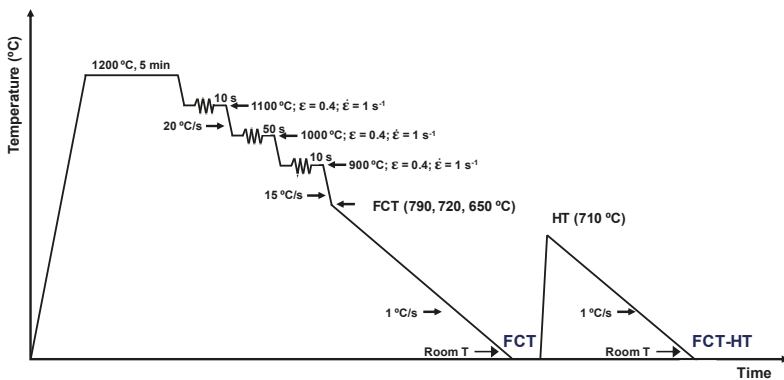 Temperature (ºC)
1200 ºC, 5 min
10 s
1100 ºC; ε = 0.4; ε̇ = 1 s⁻¹
20 ºC/s
50 s
1000 ºC; ε = 0.4; ε̇ = 1 s⁻¹
10 s
900 ºC; ε = 0.4; ε̇ = 1 s⁻¹
15 ºC/s
FCT (790, 720, 650 ºC)
HT (710 ºC)
1 ºC/s
1 ºC/s
FCT
FCT-HT
Room T
Room T
Time